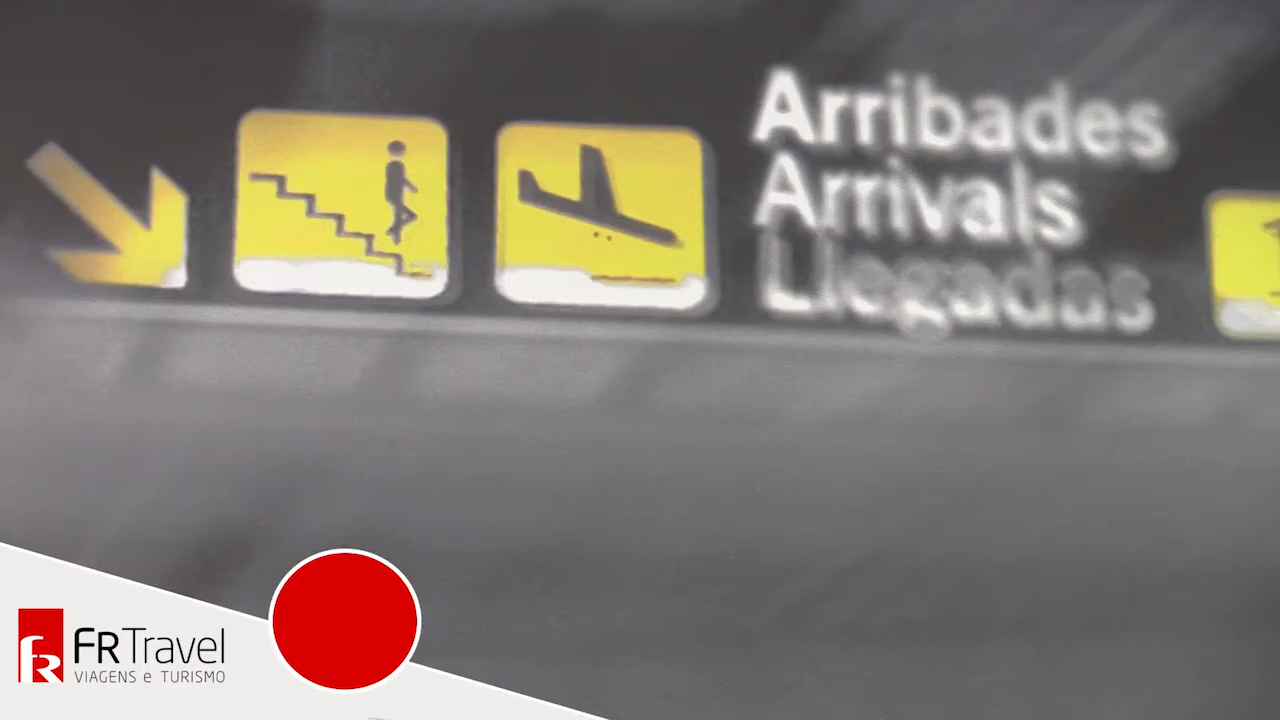 Arribades
Arrivals
Llegadas
fR
FRTravel
VIAGENS e TURISMO